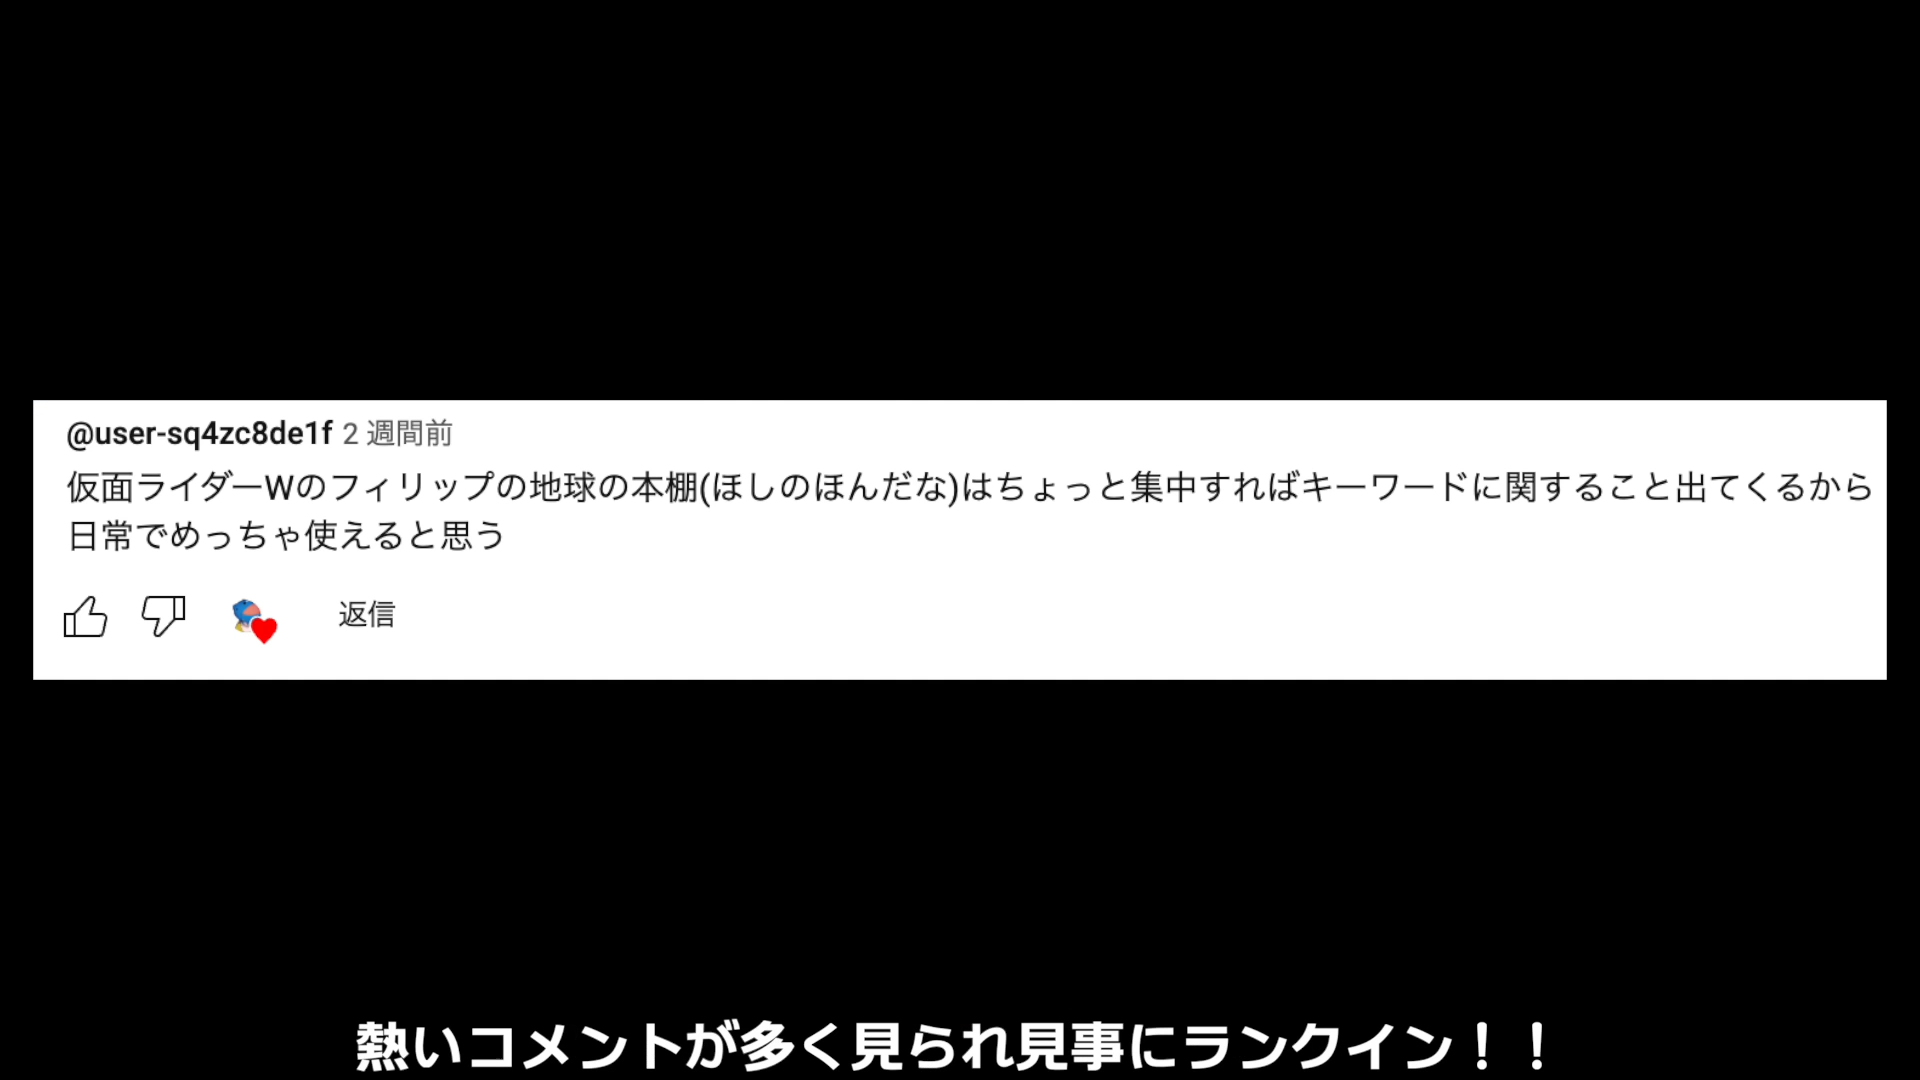 @user-sq4zc8de1f 2 週間前
仮面ライダーWのフィリップの地球の本棚(ほしのほんだな)はちょっと集中すればキーワードに関すること出てくるから
日常でめっちゃ使えると思う
返信
熱いコメントが多く見られ見事にランクイン！！